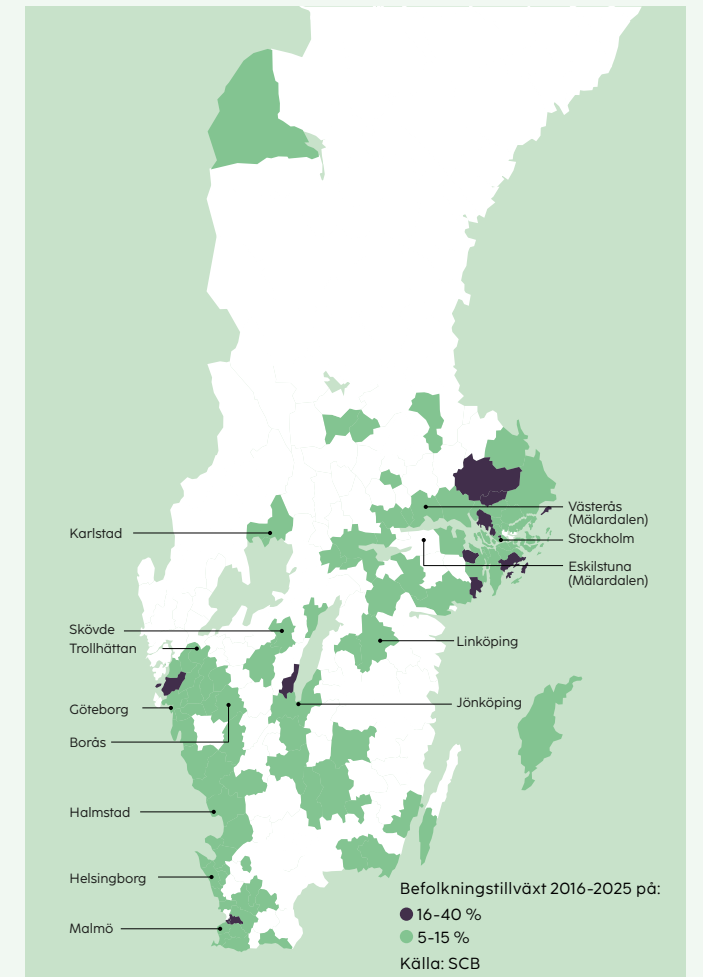 Västerås
(Mälardalen)
Karlstad
Stockholm
Eskilstuna
(Mälardalen)
Skövde
Linköping
Trollhättan
Jönköping
Göteborg
Borås
Halmstad
Helsingborg
Malmö
Befolkningstillväxt 2016-2025 på:
16-40 %
5-15 %
Källa: SCB